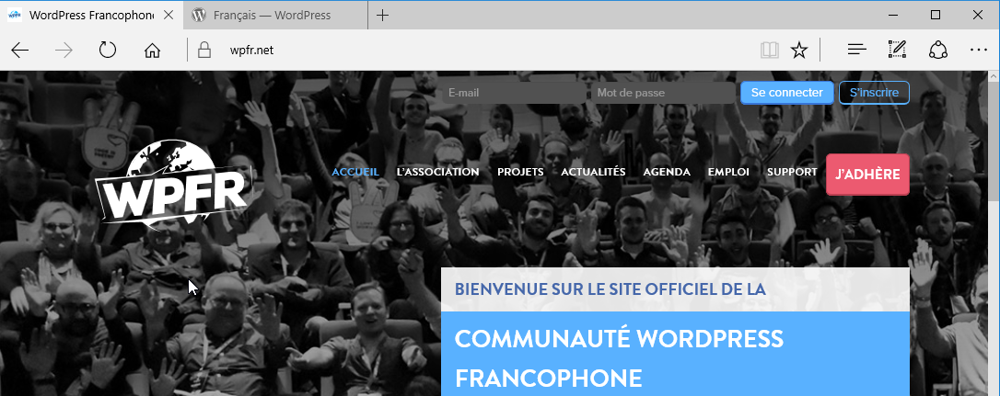 WordPress Francophon
Français — WordPress
wpfr.net
E-mail
Mot de passe
Se connecter
S'inscrire
WPFR
ACCUEIL
L'ASSOCIATION
PROJETS
ACTUALITÉS
AGENDA
EMPLOI
SUPPORT
J'ADHÈRE
BIENVENUE SUR LE SITE OFFICIEL DE LA
COMMUNAUTÉ WORDPRESS
FRANCOPHONE